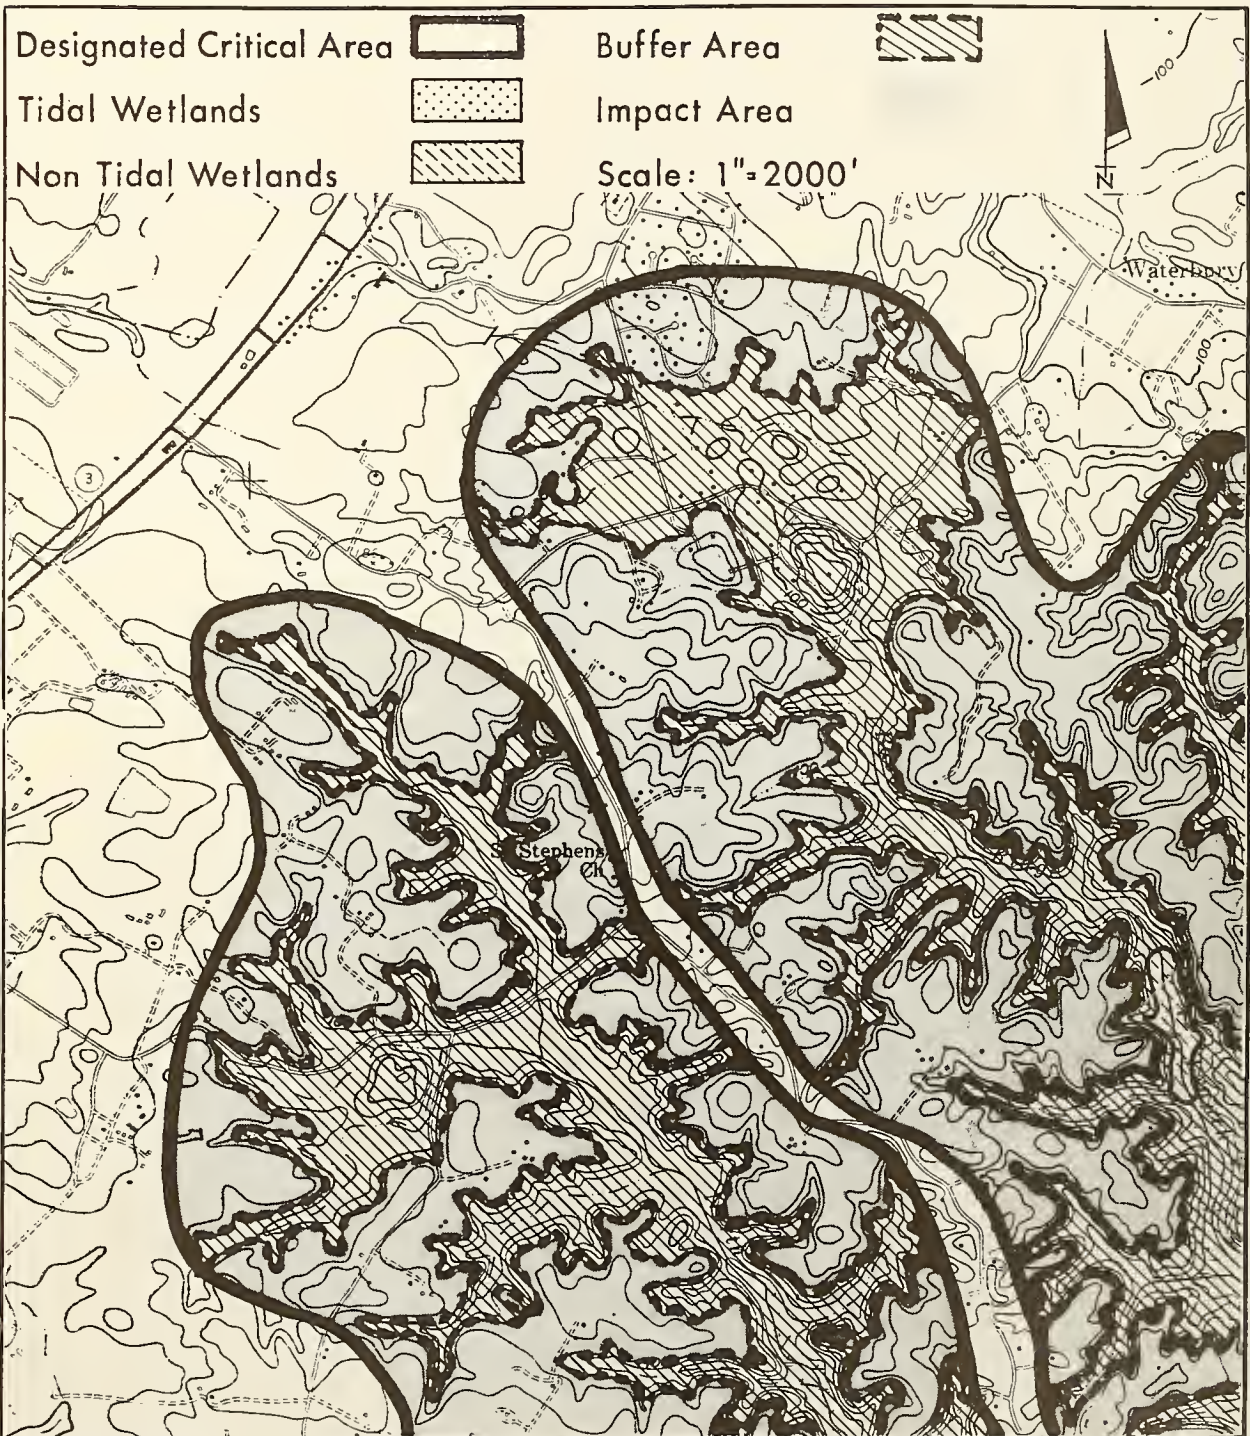 Designated Critical Area
Buffer Area
Tidal Wetlands
Impact Area
Non Tidal Wetlands
Scale: 1"=2000'
N
100
Waterbury
100
3
Stephens
Ch